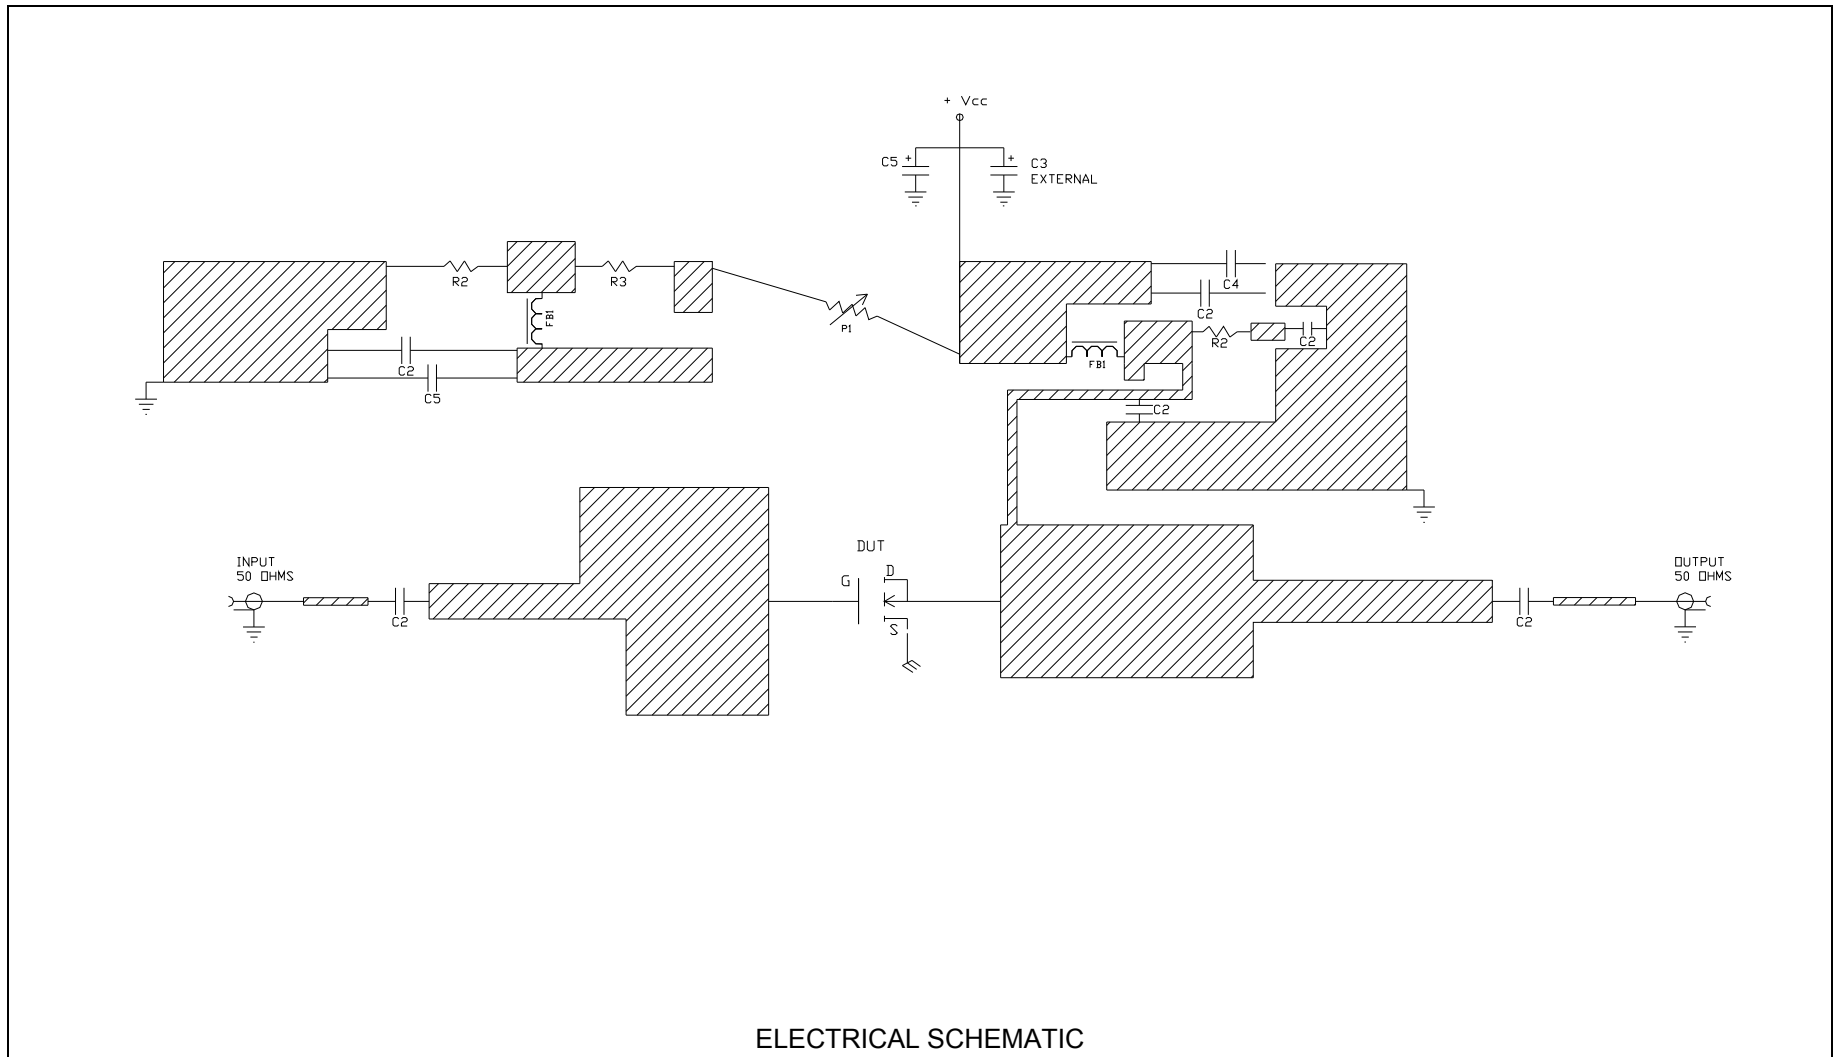 + Vcc
C5 +
+ C3
EXTERNAL
R2
R3
C4
C2
FB1
P1
R2
C2
FB1
C2
C5
C2
DUT
INPUT
50 OHMS
G
D
S
C2
OUTPUT
50 OHMS
C2
ELECTRICAL SCHEMATIC